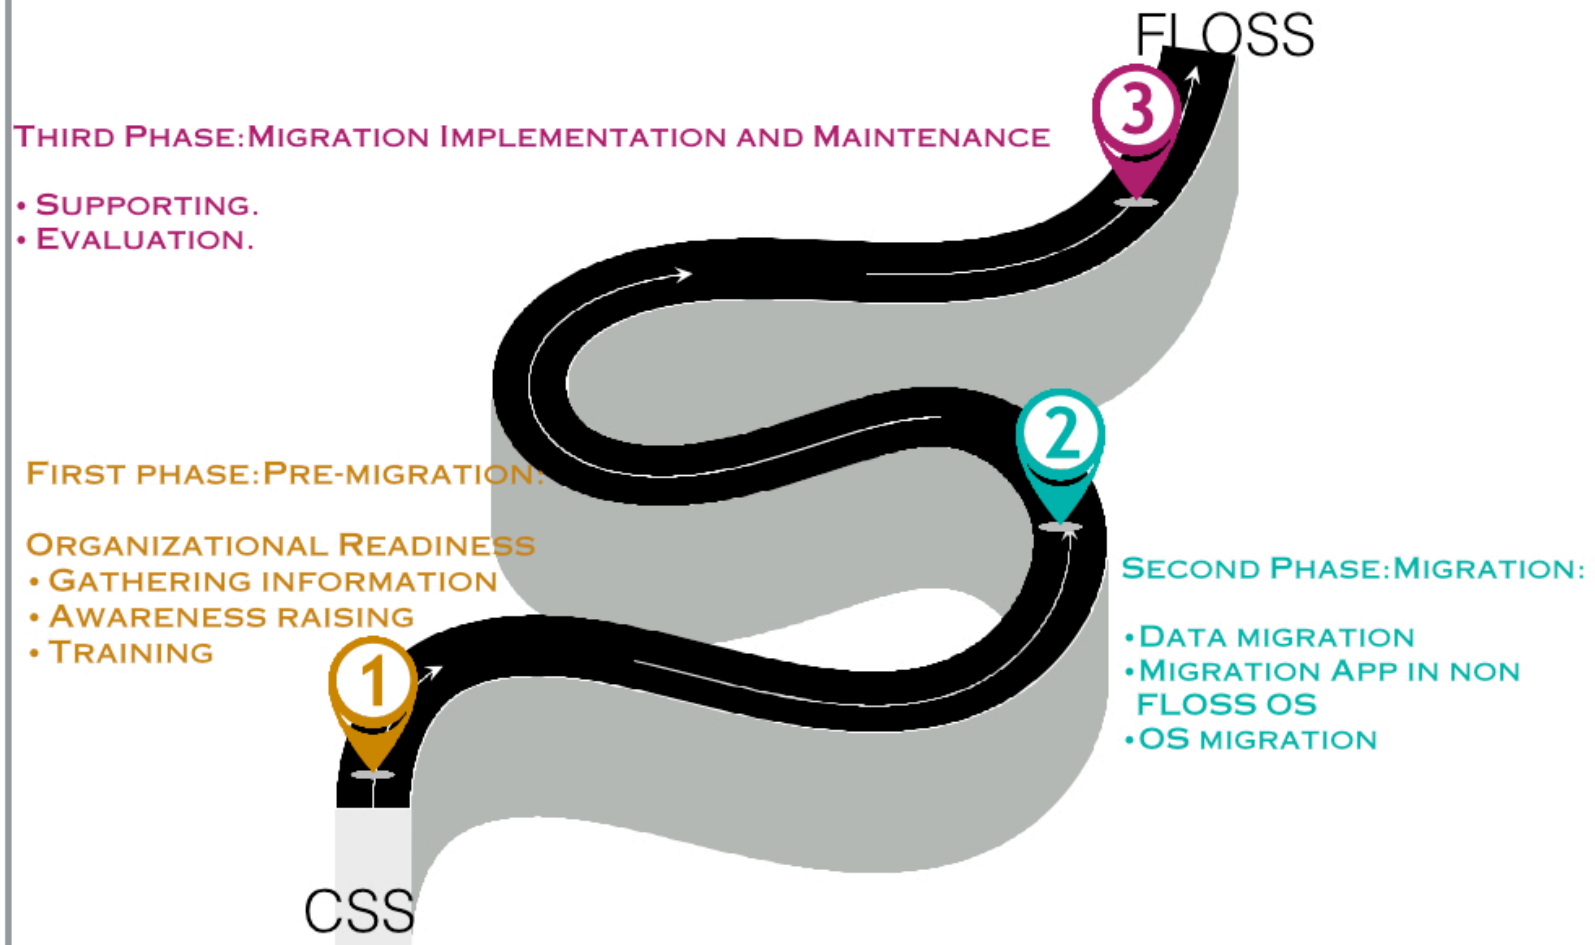 FLOSS
3
THIRD PHASE:MIGRATION IMPLEMENTATION AND MAINTENANCE
• SUPPORTING.
• EVALUATION.
2
FIRST PHASE:PRE-MIGRATION:
ORGANIZATIONAL READINESS
• GATHERING INFORMATION
• AWARENESS RAISING
• TRAINING
1
SECOND PHASE:MIGRATION:
•DATA MIGRATION
•MIGRATION APP IN NON
FLOSS OS
•OS MIGRATION
CSS